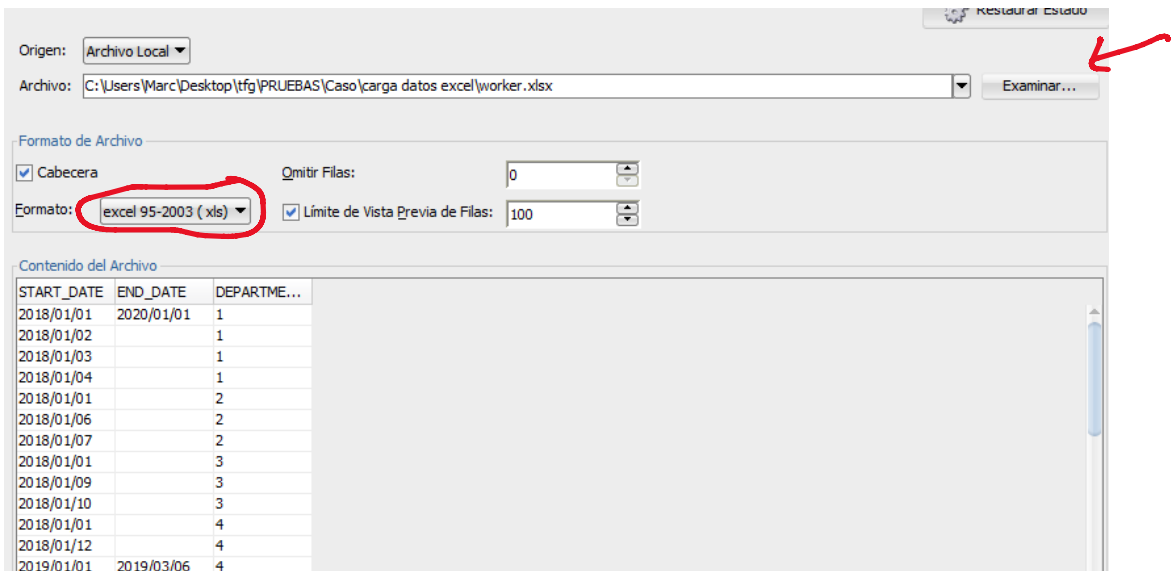 Restaurar Estado
Origen: Archivo Local
Archivo: C:\Users\Marc\Desktop\tfg\PRUEBAS\Caso\carga datos excel\worker.xlsx Examinar...
Formato de Archivo
Cabecera Omitir Filas: 0
Formato: excel 95-2003 ( xls) Límite de Vista Previa de Filas: 100
Contenido del Archivo
START_DATE END_DATE DEPARTME...
2018/01/01 2020/01/01 1
2018/01/02 1
2018/01/03 1
2018/01/04 1
2018/01/01 2
2018/01/06 2
2018/01/07 2
2018/01/01 3
2018/01/09 3
2018/01/10 3
2018/01/01 4
2018/01/12 4
2019/01/01 2019/03/06 4